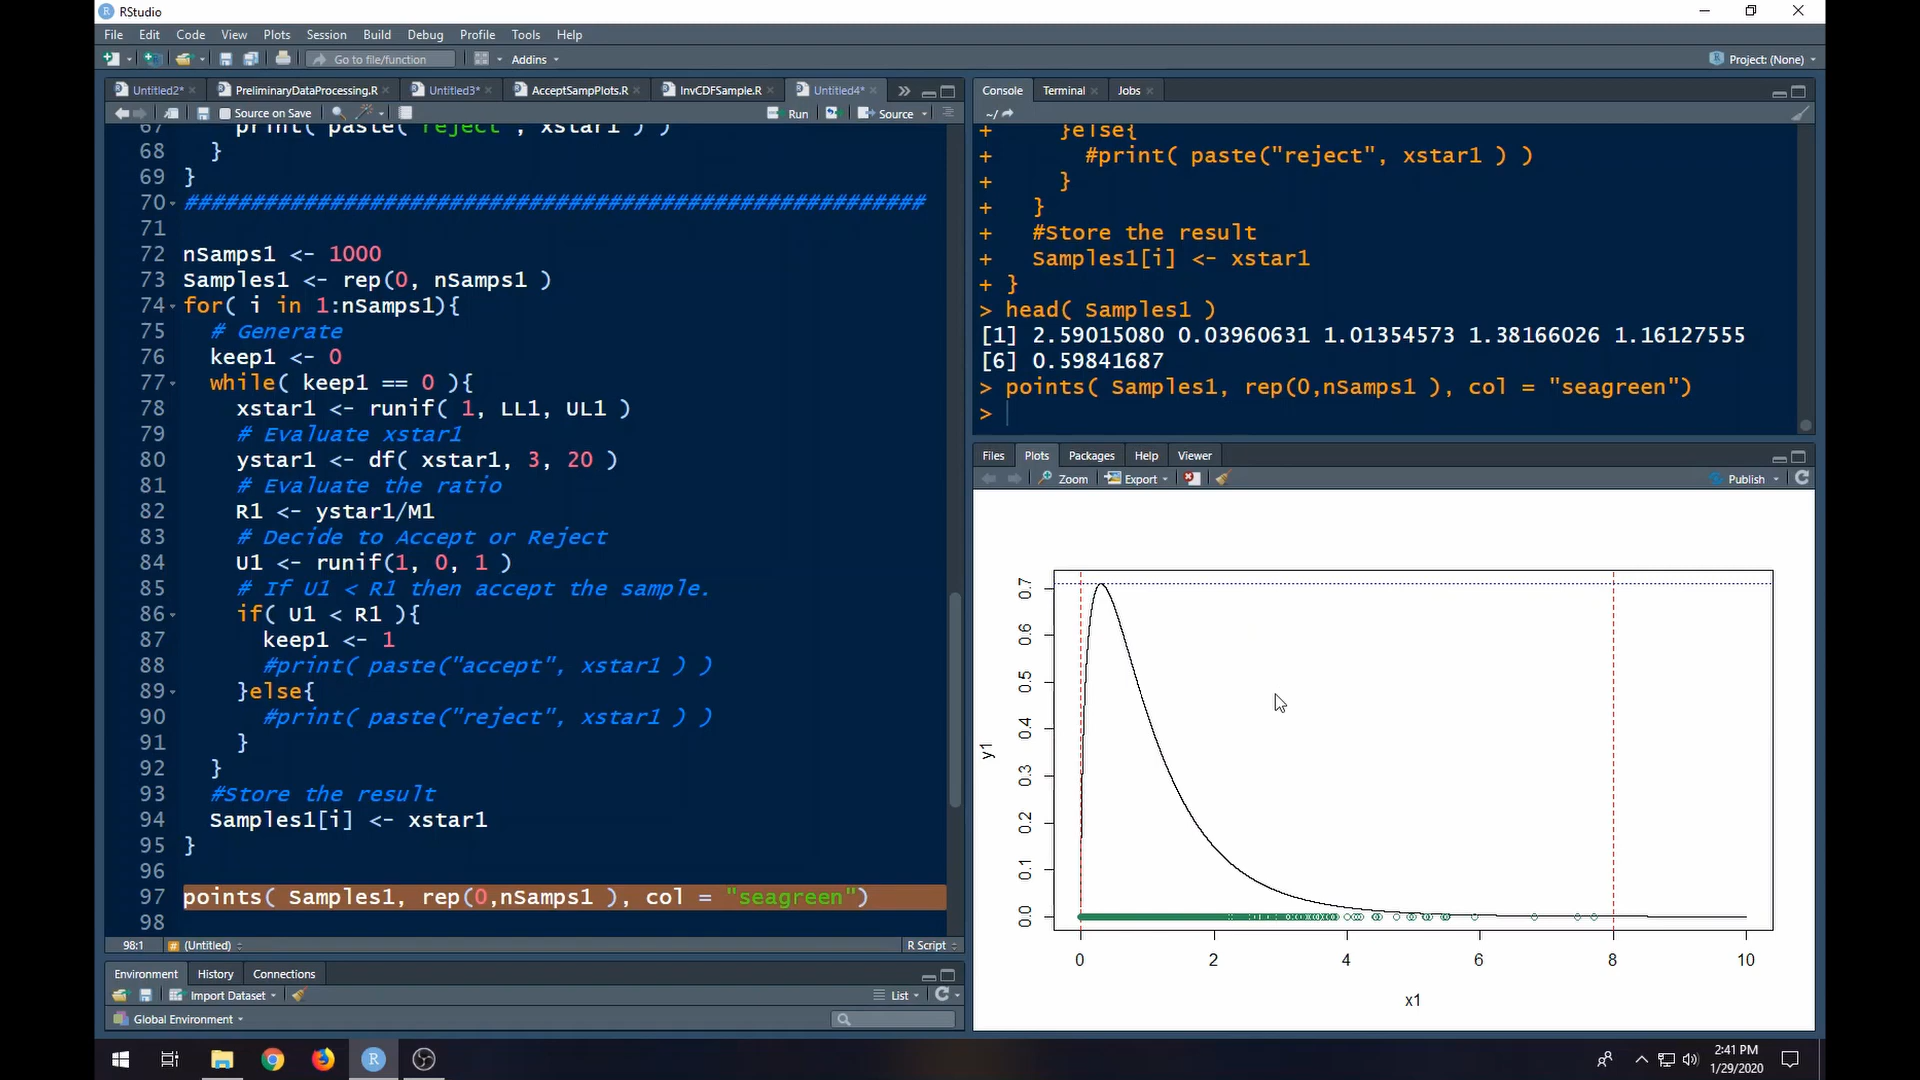 RStudio
File Edit Code View Plots Session Build Debug Profile Tools Help
Go to file/function Addins Project: (None)
Untitled2* PreliminaryDataProcessing.R Untitled3* AcceptSampPlots.R InvCDFSample.R Untitled4*
Source on Save Run Source
67 print( paste("reject", xstar1 ) )
68 }
69 }
70 ########################################################
71
72 nSamps1 <- 1000
73 Samples1 <- rep(0, nSamps1 )
74 for( i in 1:nSamps1){
75 # Generate
76 keep1 <- 0
77 while( keep1 == 0 ){
78 xstar1 <- runif( 1, LL1, UL1 )
79 # Evaluate xstar1
80 ystar1 <- df( xstar1, 3, 20 )
81 # Evaluate the ratio
82 R1 <- ystar1/M1
83 # Decide to Accept or Reject
84 U1 <- runif(1, 0, 1 )
85 # If U1 < R1 then accept the sample.
86 if( U1 < R1 ){
87 keep1 <- 1
88 #print( paste("accept", xstar1 ) )
89 }else{
90 #print( paste("reject", xstar1 ) )
91 }
92 }
93 #Store the result
94 Samples1[i] <- xstar1
95 }
96
97 points( Samples1, rep(0,nSamps1 ), col = "seagreen")
98
98:1 (Untitled) R Script
Environment History Connections
Import Dataset List
Global Environment
Console Terminal Jobs
~/
+ }else{
+ #print( paste("reject", xstar1 ) )
+ }
+ }
+ #Store the result
+ Samples1[i] <- xstar1
+ }
> head( Samples1 )
[1] 2.59015080 0.03960631 1.01354573 1.38166026 1.16127555
[6] 0.59841687
> points( Samples1, rep(0,nSamps1 ), col = "seagreen")
>
Files Plots Packages Help Viewer
Zoom Export Publish
0.7
0.6
0.5
0.4
0.3
0.2
0.1
0.0
y1
0 2 4 6 8 10
x1
2:41 PM
1/29/2020